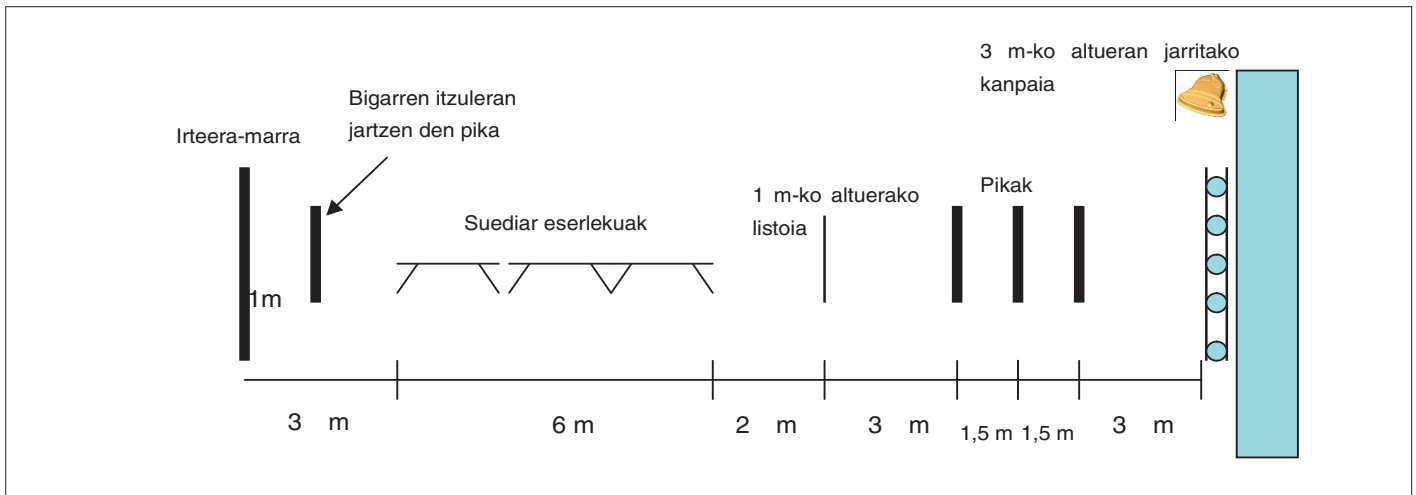 3 m-ko altueran jarritako
kanpaia
Bigarren itzuleran
jartzen den pika
Irteera-marra
1 m-ko altuerako
listoia
Pikak
Suediar eserlekuak
1m
3 m
6 m
2 m
3 m
1,5 m
1,5 m
3 m